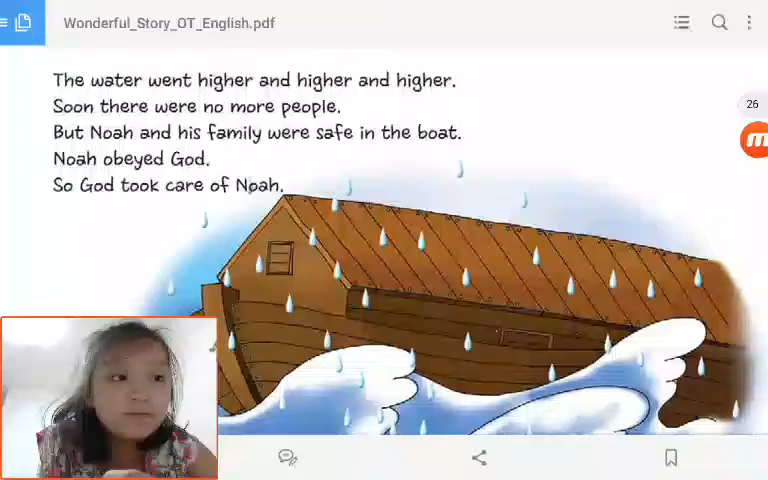 Wonderful_Story_OT_English.pdf
The water went higher and higher and higher.
Soon there were no more people.
But Noah and his family were safe in the boat.
Noah obeyed God.
So God took care of Noah.
26